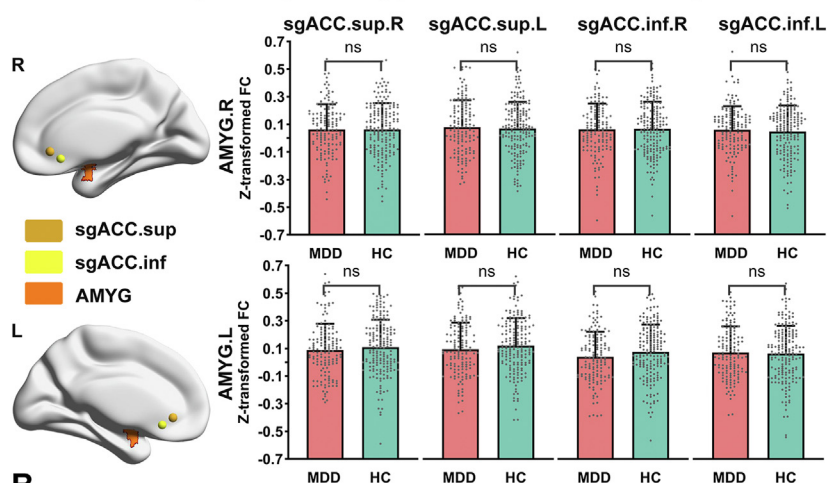 sgACC.sup.R sgACC.sup.L sgACC.inf.R sgACC.inf.L
R
AMYG.R
Z-transformed FC
0.7
0.5
0.3
0.1
-0.1
-0.3
-0.5
-0.7
ns ns ns ns
MDD HC MDD HC MDD HC MDD HC
sgACC.sup
sgACC.inf
AMYG
L
AMYG.L
Z-transformed FC
0.7
0.5
0.3
0.1
-0.1
-0.3
-0.5
-0.7
ns ns ns ns
MDD HC MDD HC MDD HC MDD HC